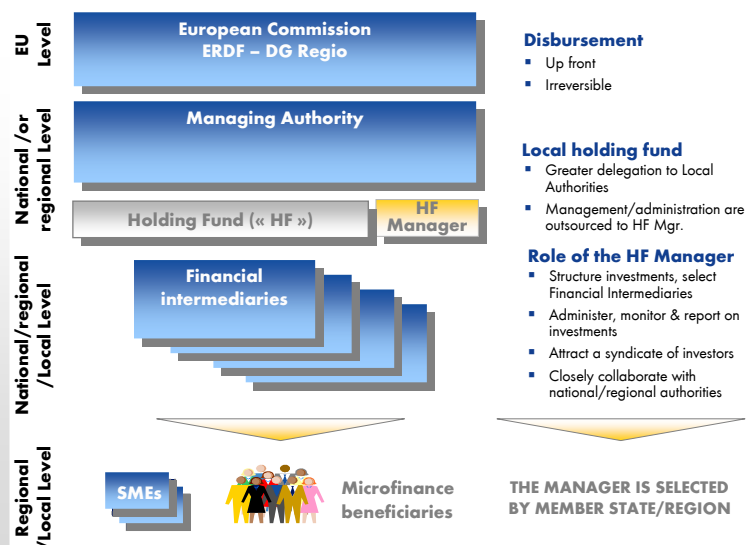 EU
Level
European Commission
ERDF – DG Regio
Disbursement
▪ Up front
▪ Irreversible
National /or
regional Level
Managing Authority
Holding Fund (« HF »)
HF
Manager
Local holding fund
▪ Greater delegation to Local
Authorities
▪ Management/administration are
outsourced to HF Mgr.
National/regional
/Local Level
Financial
intermediaries
Role of the HF Manager
▪ Structure investments, select
Financial Intermediaries
▪ Administer, monitor & report on
investments
▪ Attract a syndicate of investors
▪ Closely collaborate with
national/regional authorities
Regional
/Local Level
SMEs
Microfinance
beneficiaries
THE MANAGER IS SELECTED
BY MEMBER STATE/REGION